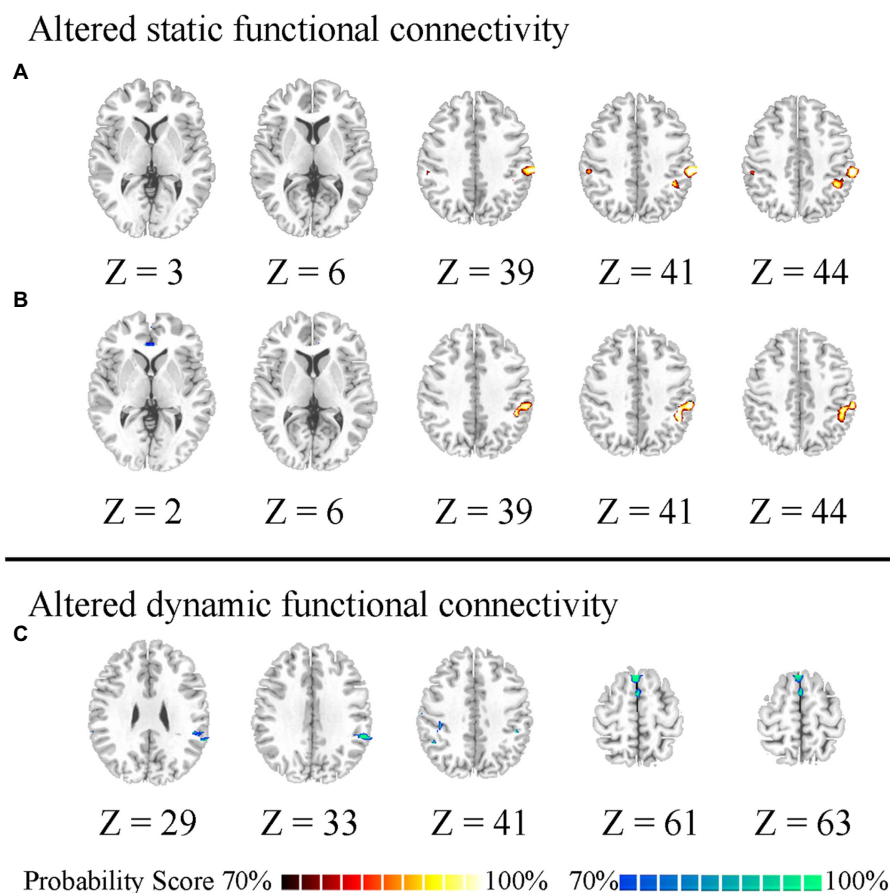 Altered static functional connectivity
A
Z = 3 Z = 6 Z = 39 Z = 41 Z = 44
B
Z = 2 Z = 6 Z = 39 Z = 41 Z = 44
Altered dynamic functional connectivity
C
Z = 29 Z = 33 Z = 41 Z = 61 Z = 63
Probability Score 70% 100% 70% 100%